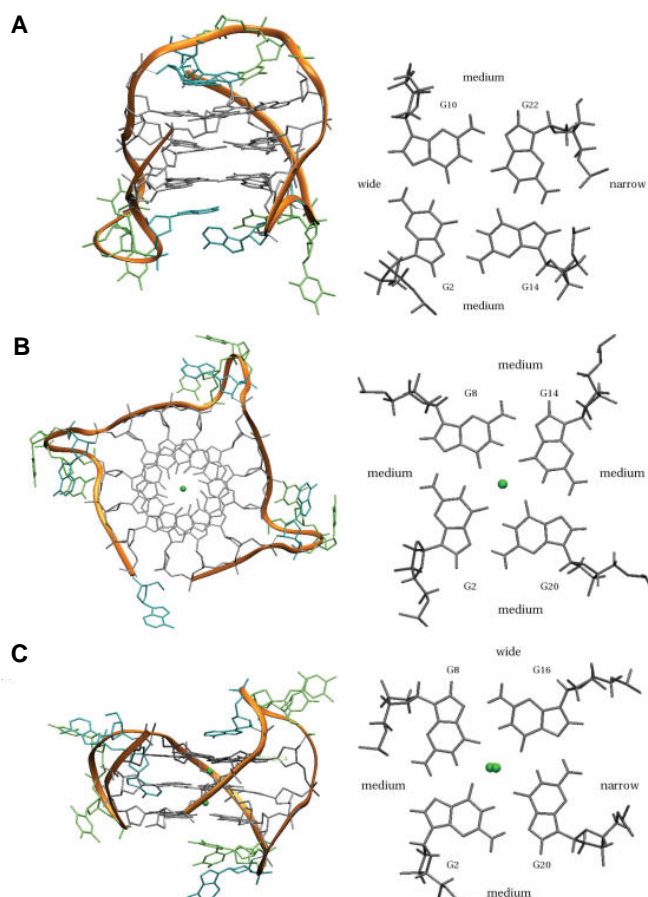 A
medium
G10
G22
wide
narrow
G2
G14
medium
B
medium
G8
G14
medium
medium
G2
G20
medium
C
wide
G8
G16
medium
narrow
G2
G20
medium